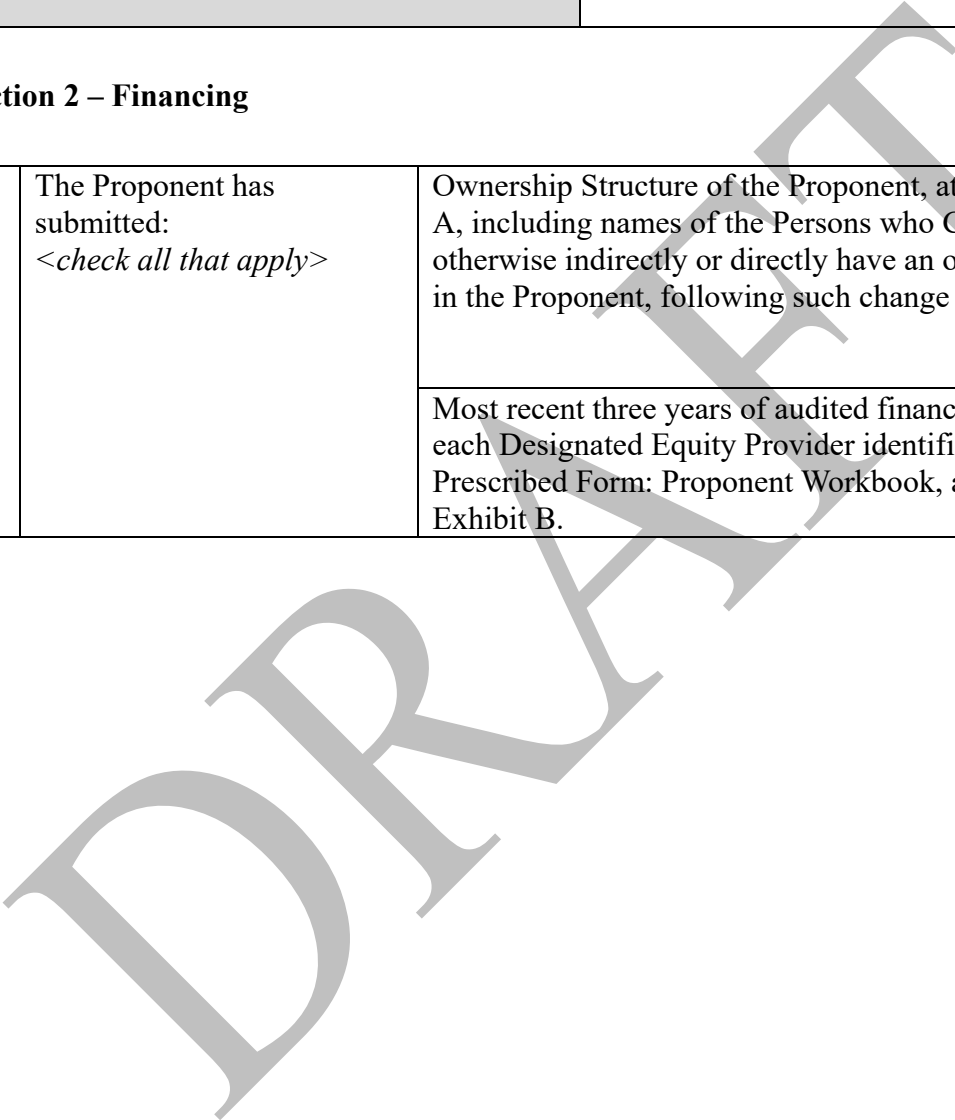 ction 2 – Financing
The Proponent has
submitted:
<check all that apply>
Ownership Structure of the Proponent, at
A, including names of the Persons who C
otherwise indirectly or directly have an o
in the Proponent, following such change
Most recent three years of audited financ
each Designated Equity Provider identifi
Prescribed Form: Proponent Workbook, a
Exhibit B.
DRAFT